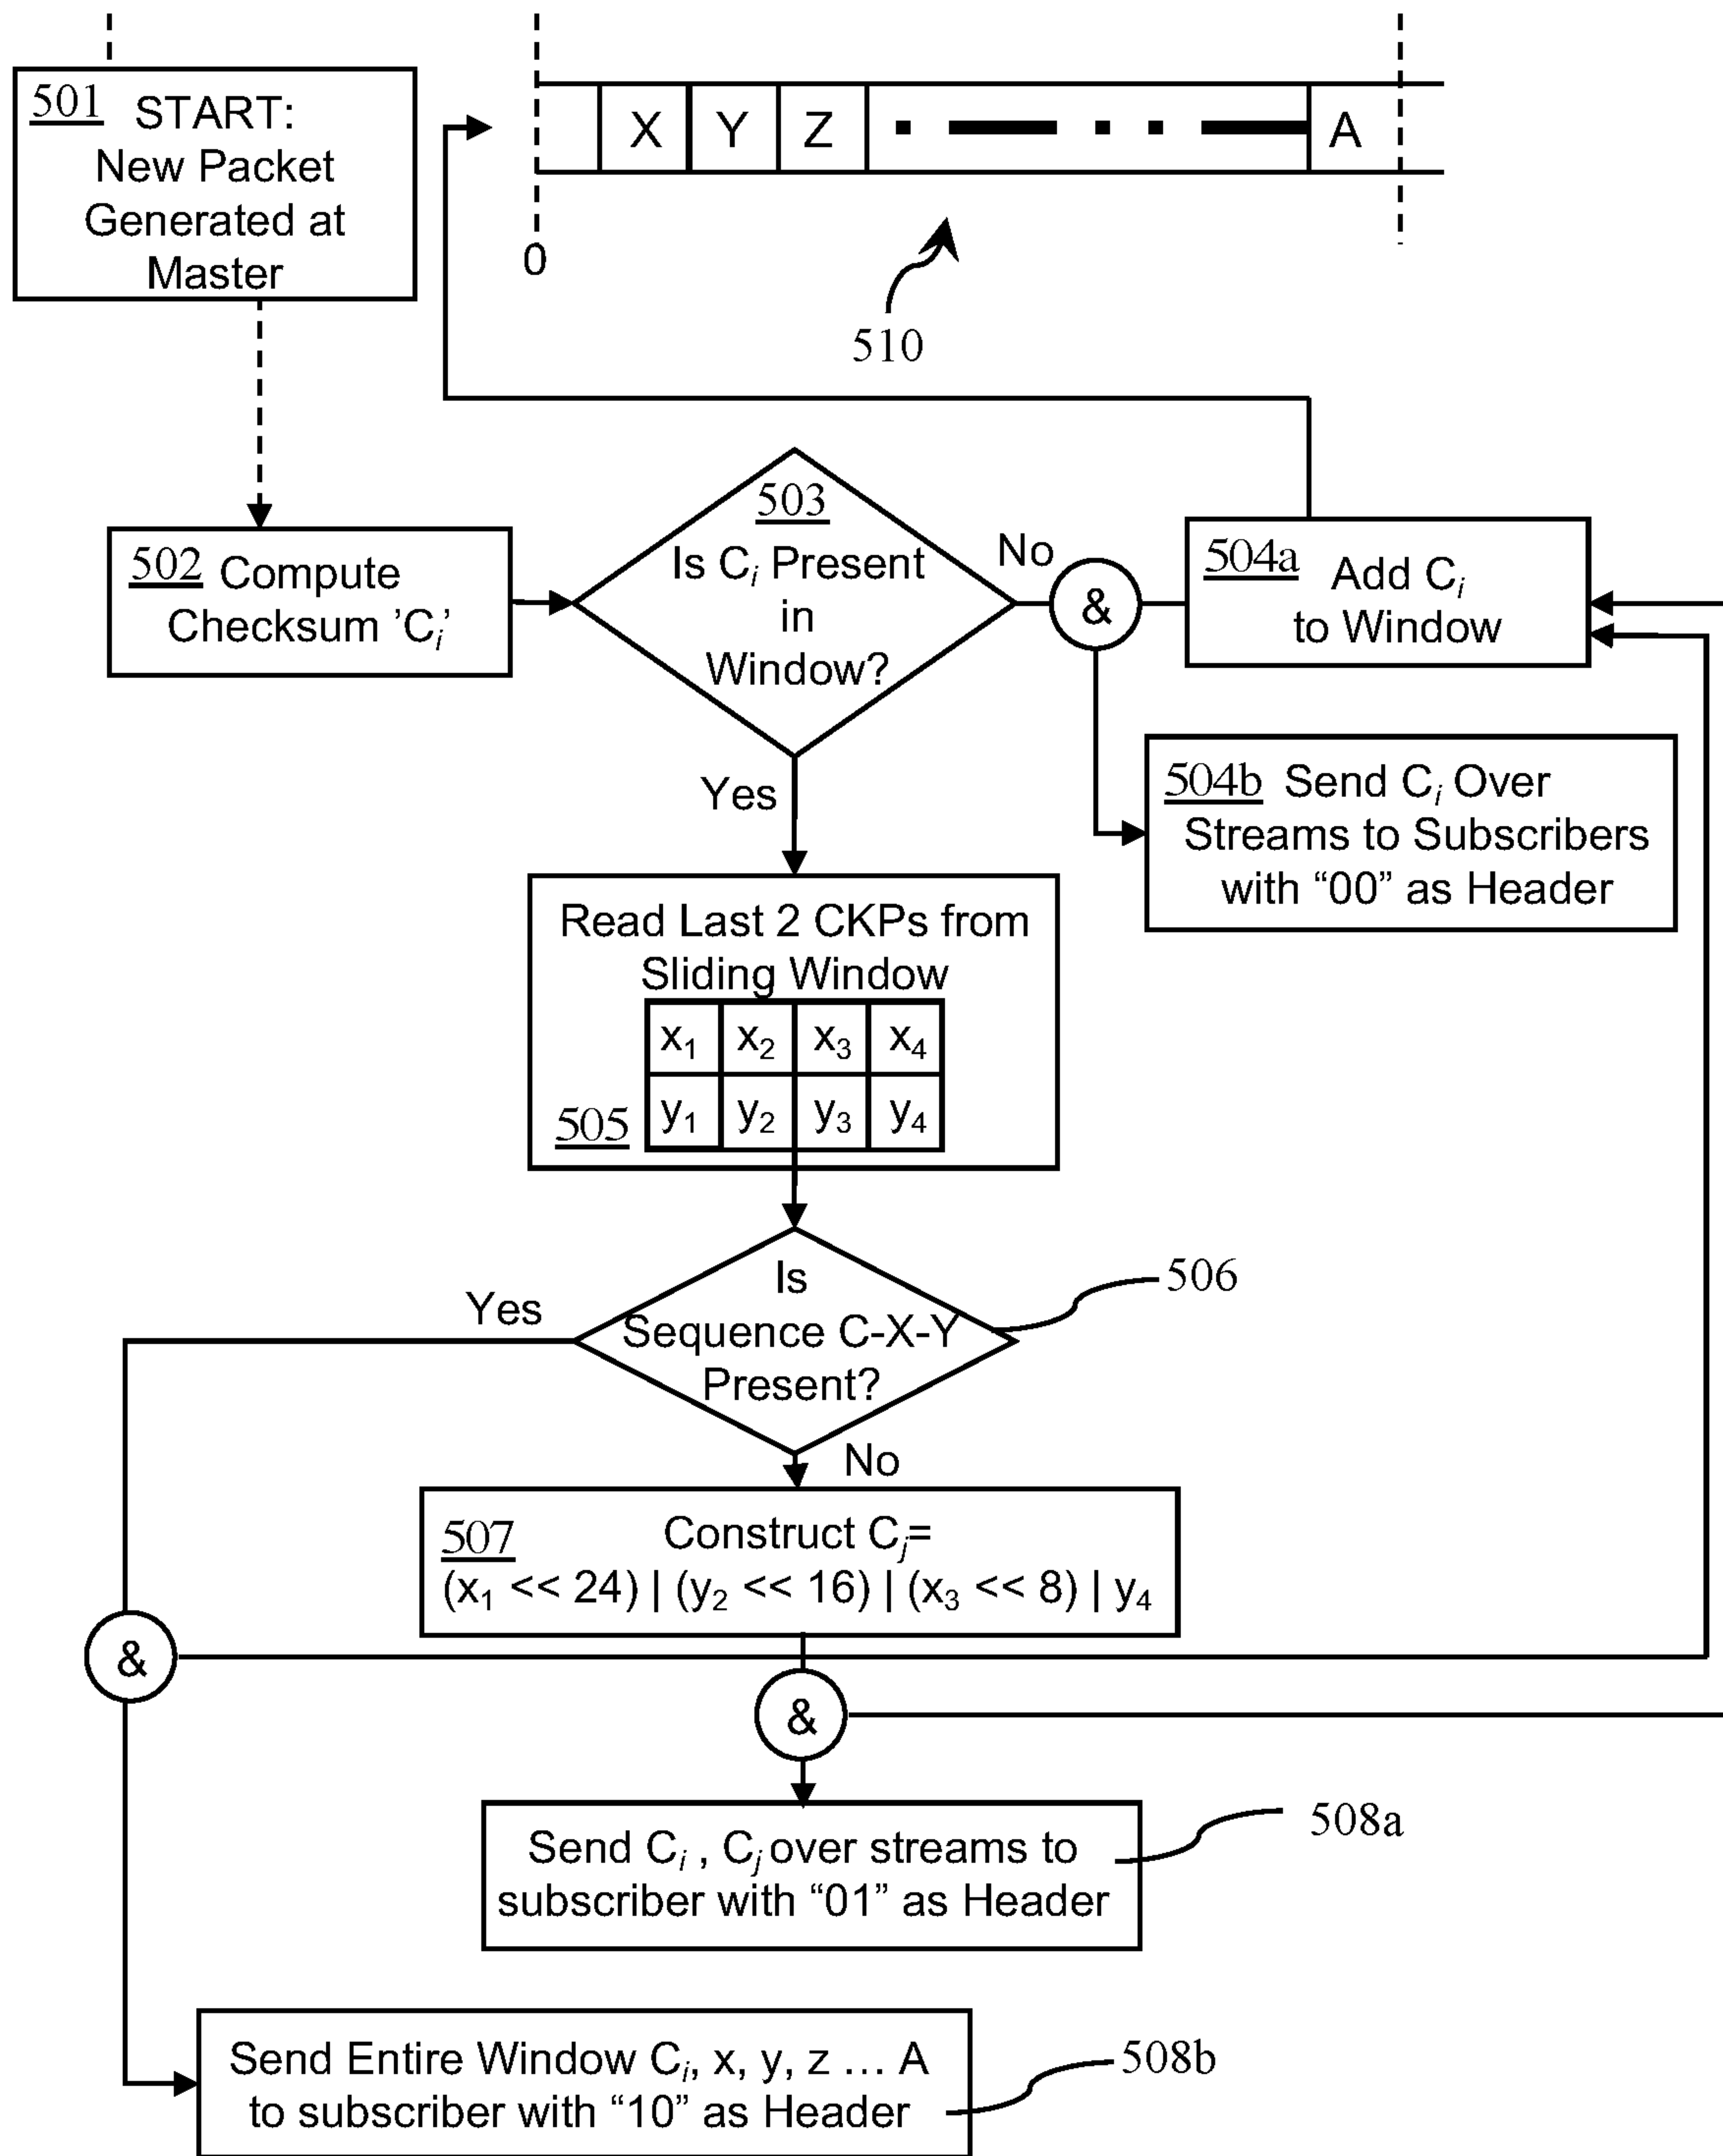 501 START:
New Packet
Generated at
Master
X Y Z A
0
510
502 Compute
Checksum 'Ci'
503
Is Ci Present
in
Window?
No
&
504a Add Ci
to Window
Yes
504b Send Ci Over
Streams to Subscribers
with “00” as Header
Read Last 2 CKPs from
Sliding Window
x1 x2 x3 x4
y1 y2 y3 y4
505
Is
Sequence C-X-Y
Present?
506
Yes
No
507 Construct Cj=
(x1 << 24) | (y2 << 16) | (x3 << 8) | y4
&
&
Send Ci , Cj over streams to
subscriber with “01” as Header
508a
Send Entire Window Ci, x, y, z ... A
to subscriber with “10” as Header
508b